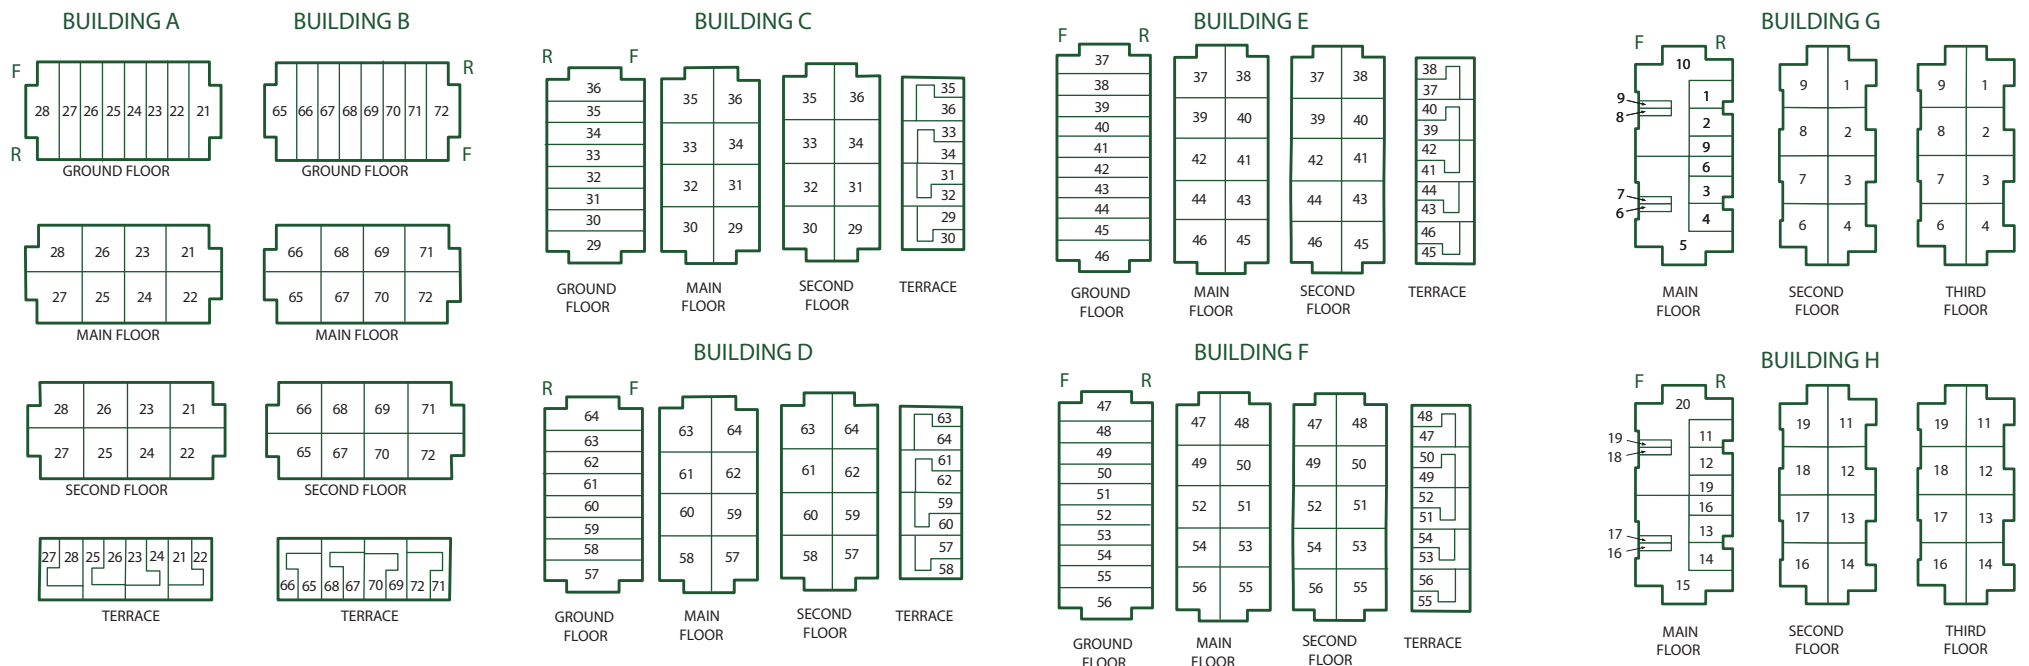 BUILDING A
F
28 27 26 25 24 23 22 21
R
GROUND FLOOR
28 26 23 21
27 25 24 22
MAIN FLOOR
28 26 23 21
27 25 24 22
SECOND FLOOR
27 28 25 26 23 24 21 22
TERRACE
BUILDING B
R
65 66 67 68 69 70 71 72
F
GROUND FLOOR
66 68 69 71
65 67 70 72
MAIN FLOOR
66 68 69 71
65 67 70 72
SECOND FLOOR
66 65 68 67 70 69 72 71
TERRACE
BUILDING C
R F
36
35
34
33
32
31
30
29
GROUND
FLOOR
35 36
33 34
32 31
30 29
MAIN
FLOOR
35 36
33 34
32 31
30 29
SECOND
FLOOR
35
36
33
34
31
32
29
30
TERRACE
BUILDING D
R F
64
63
62
61
60
59
58
57
GROUND
FLOOR
63 64
61 62
60 59
58 57
MAIN
FLOOR
63 64
61 62
60 59
58 57
SECOND
FLOOR
63
64
61
62
59
60
57
58
TERRACE
BUILDING E
F R
37
38
39
40
41
42
43
44
45
46
GROUND
FLOOR
37 38
39 40
42 41
44 43
46 45
MAIN
FLOOR
37 38
39 40
42 41
44 43
46 45
SECOND
FLOOR
38
37
40
39
42
41
44
43
46
45
TERRACE
BUILDING F
F R
47
48
49
50
51
52
53
54
55
56
GROUND
FLOOR
47 48
49 50
52 51
54 53
56 55
MAIN
FLOOR
47 48
49 50
52 51
54 53
56 55
SECOND
FLOOR
48
47
50
49
52
51
54
53
56
55
TERRACE
BUILDING G
F R
10
1
9
8
2
9
6
7
3
6
4
5
MAIN
FLOOR
9 1
8 2
7 3
6 4
SECOND
FLOOR
9 1
8 2
7 3
6 4
THIRD
FLOOR
BUILDING H
F R
20
11
19
18
12
19
16
17
13
16
14
15
MAIN
FLOOR
19 11
18 12
17 13
16 14
SECOND
FLOOR
19 11
18 12
17 13
16 14
THIRD
FLOOR